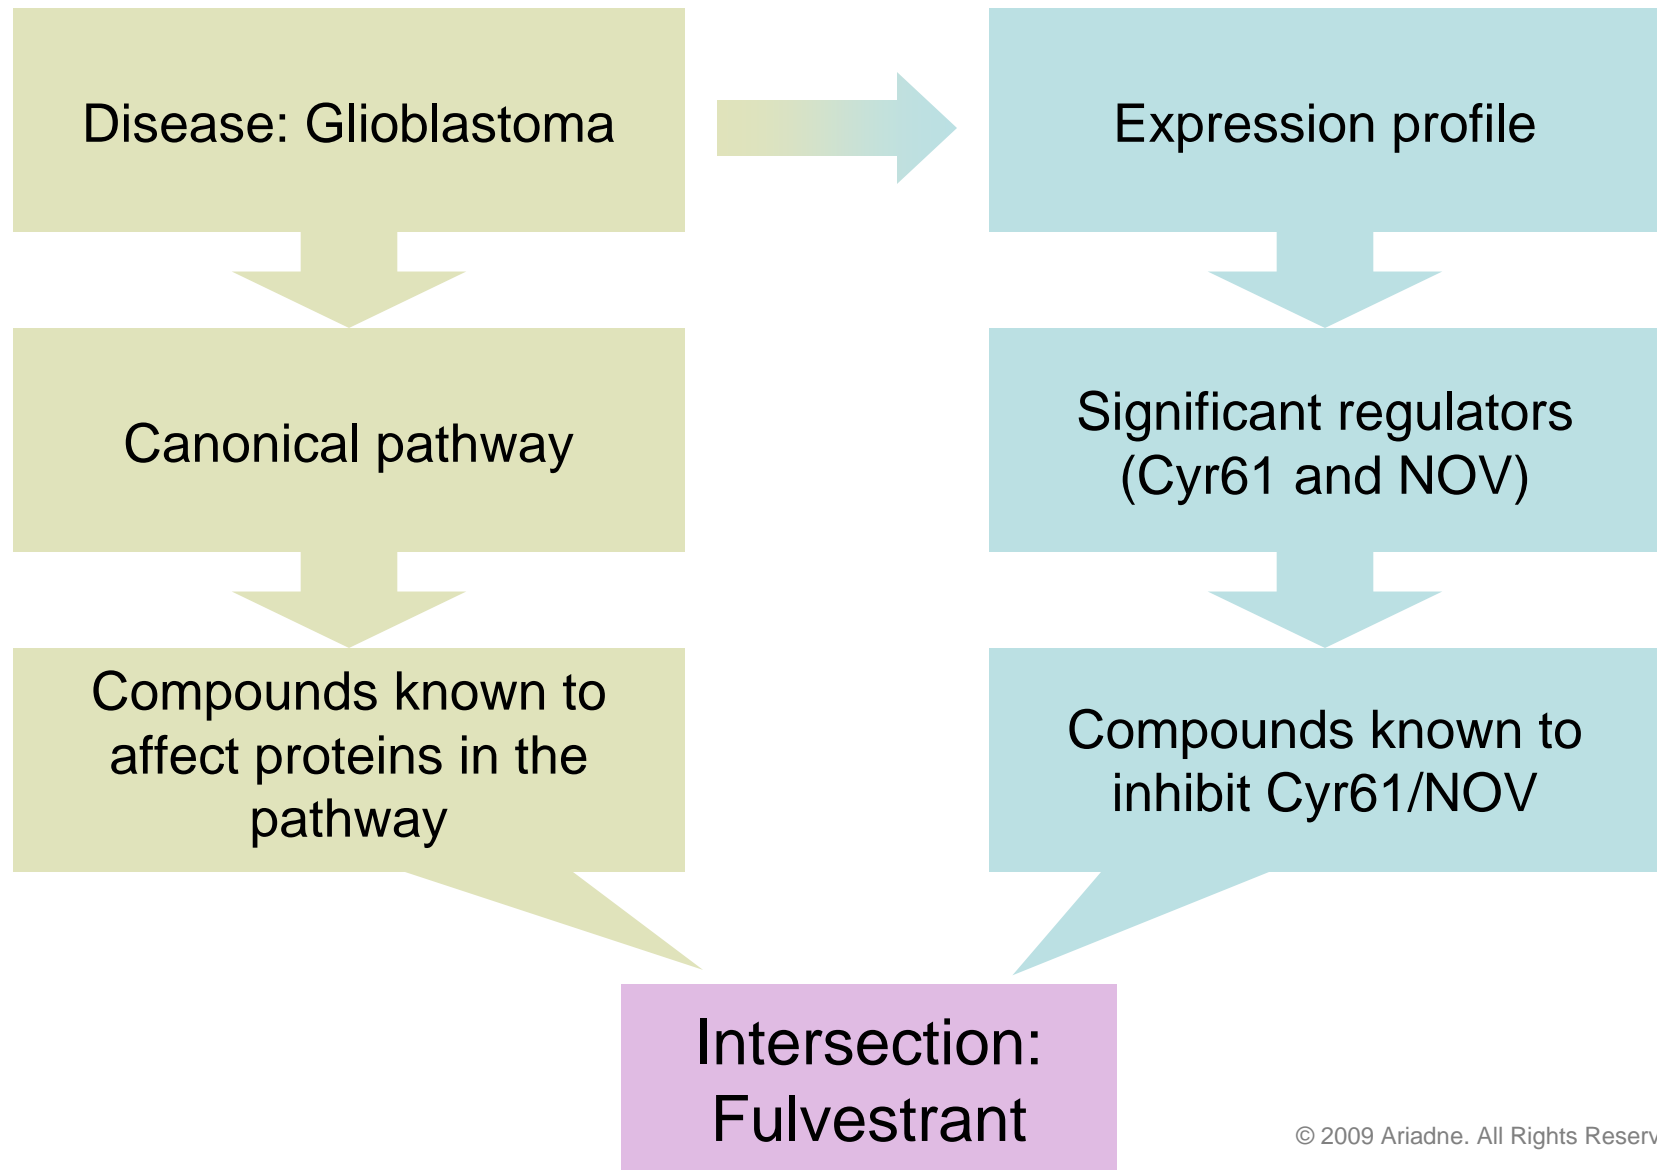 Disease: Glioblastoma
Expression profile
Canonical pathway
Significant regulators
(Cyr61 and NOV)
Compounds known to
affect proteins in the
pathway
Compounds known to
inhibit Cyr61/NOV
Intersection:
Fulvestrant
© 2009 Ariadne. All Rights Reserv